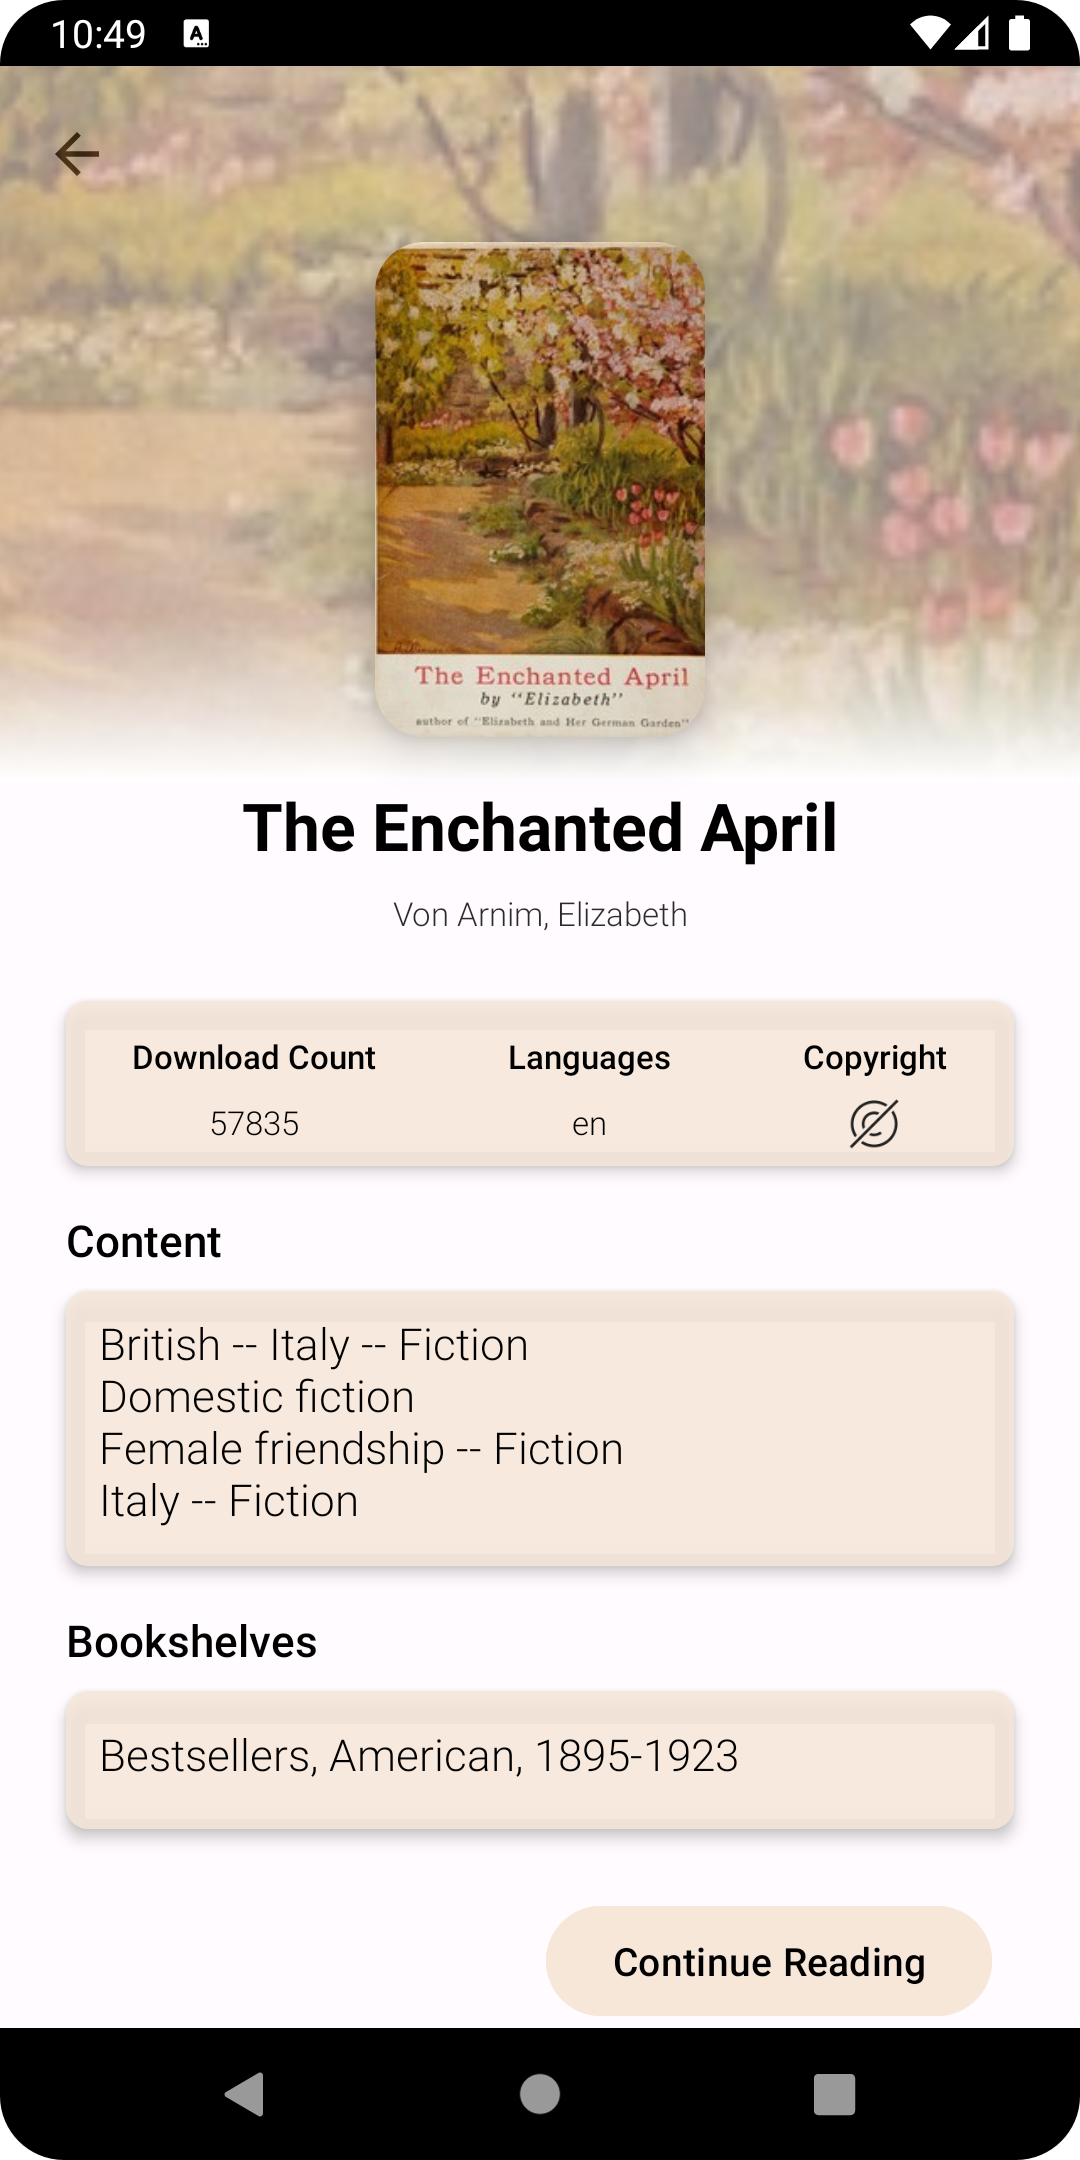 10:49
A
The Enchanted April
by "Elizabeth"
author of "Elizabeth and Her German Garden"
The Enchanted April
Von Arnim, Elizabeth
Download Count
Languages
Copyright
57835
en
Content
British -- Italy -- Fiction
Domestic fiction
Female friendship -- Fiction
Italy -- Fiction
Bookshelves
Bestsellers, American, 1895-1923
Continue Reading